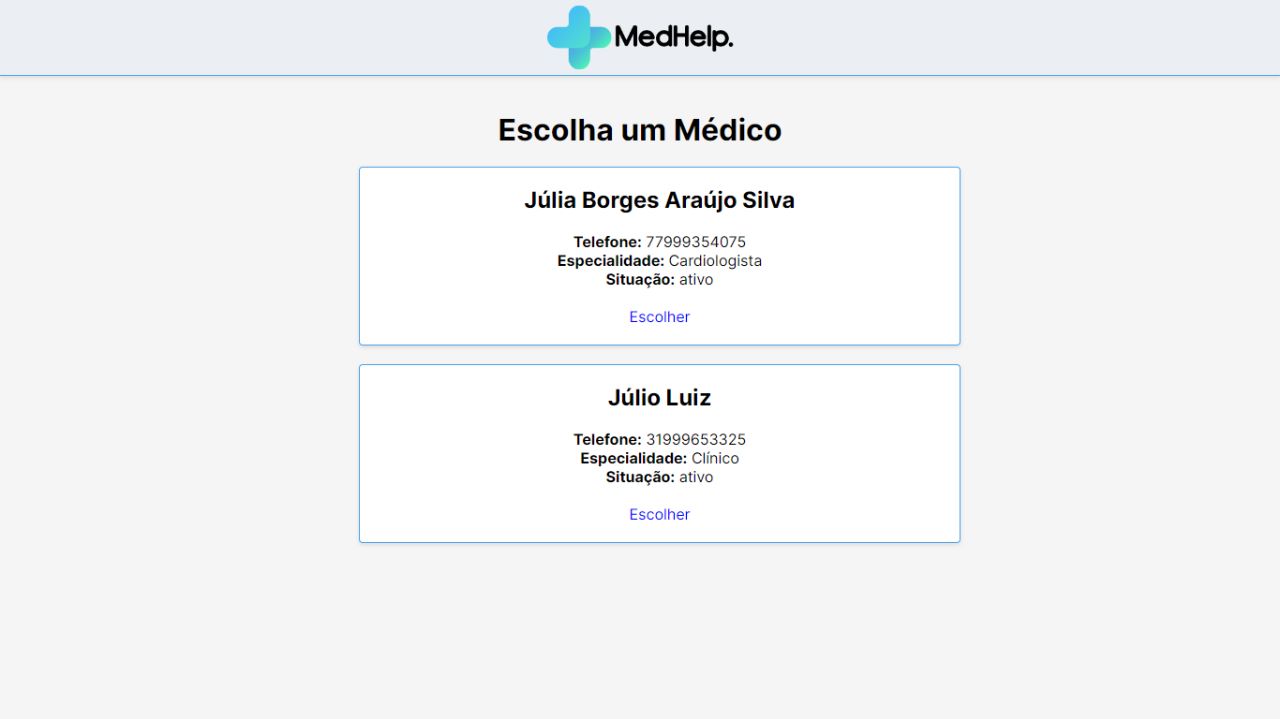 MedHelp.
Escolha um Médico
Júlia Borges Araújo Silva
Telefone: 77999354075
Especialidade: Cardiologista
Situação: ativo
Escolher
Júlio Luiz
Telefone: 31999653325
Especialidade: Clínico
Situação: ativo
Escolher